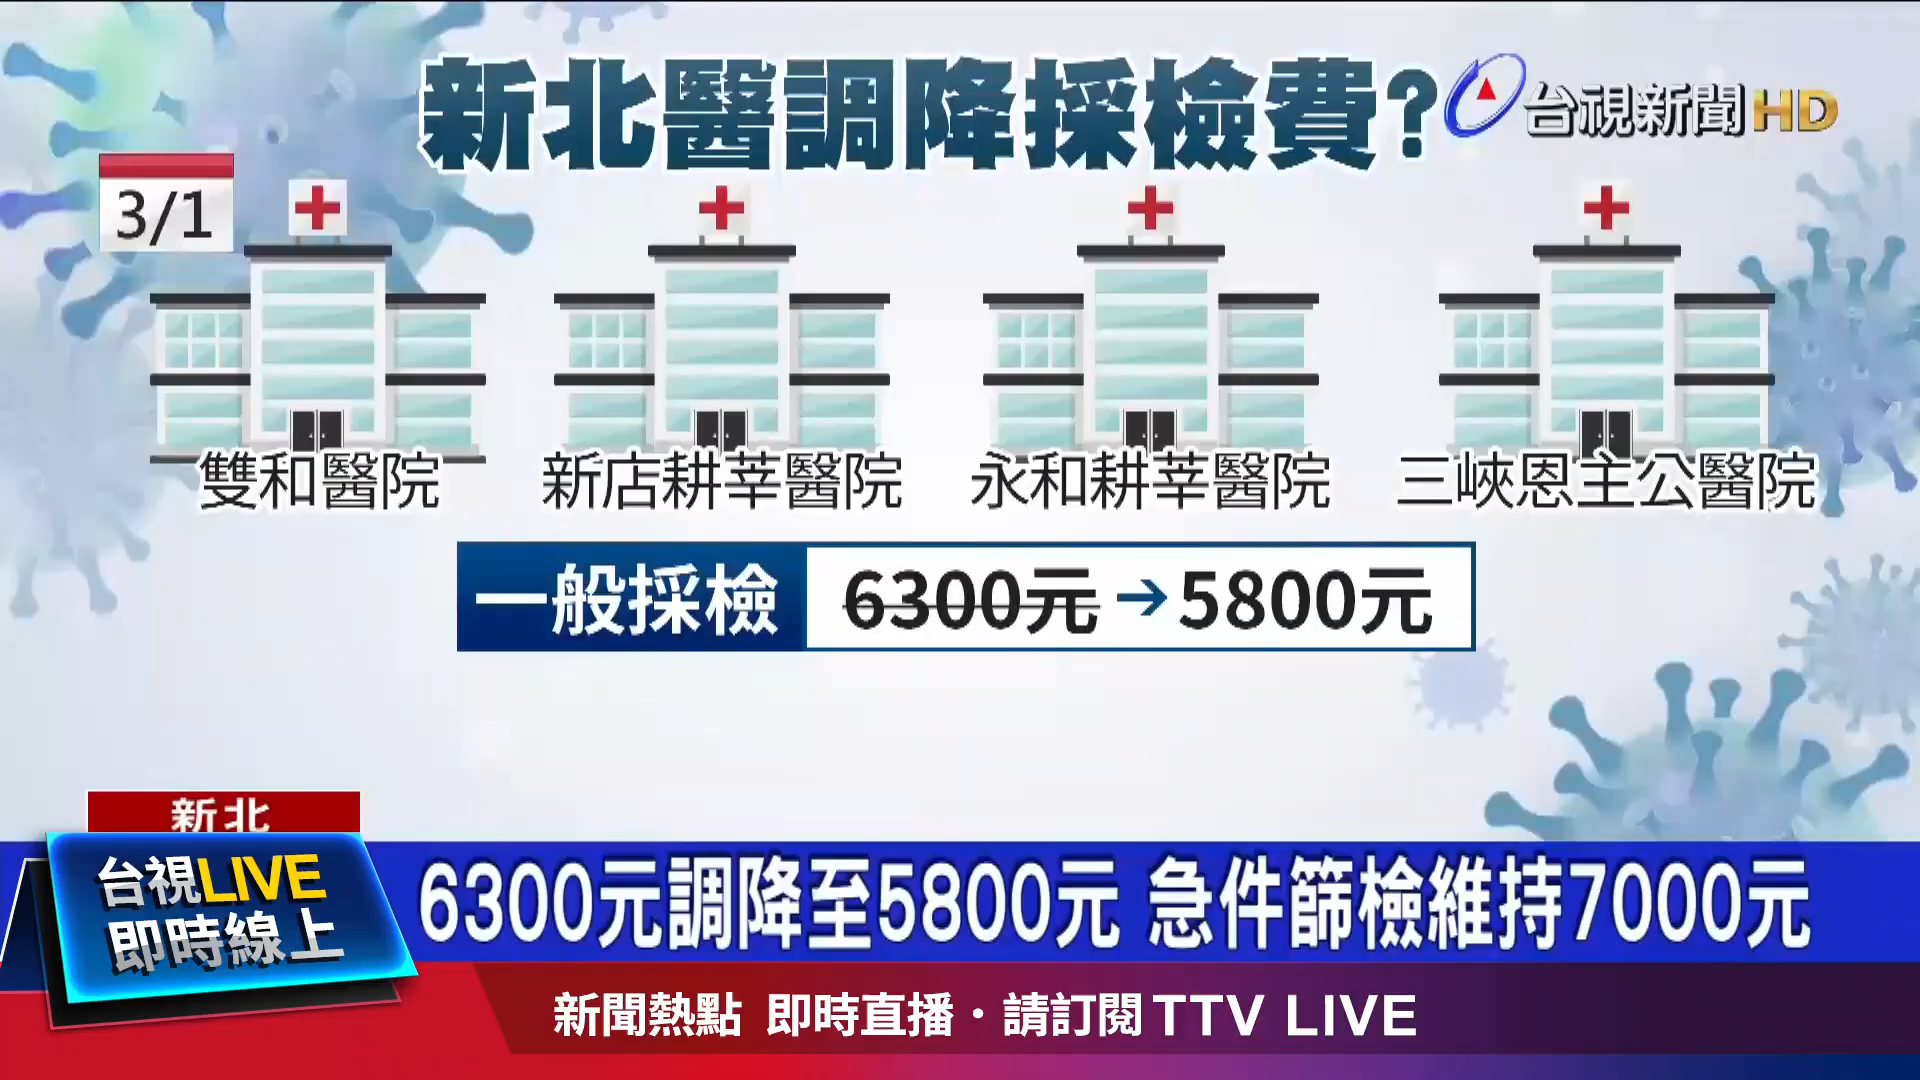 新北醫調降採檢費?
台視新聞HD
3/1
雙和醫院
新店耕莘醫院
永和耕莘醫院
三峽恩主公醫院
一般採檢 6300元→5800元
新北
台視LIVE
即時線上
6300元調降至5800元 急件篩檢維持7000元
新聞熱點 即時直播・請訂閱TTV LIVE